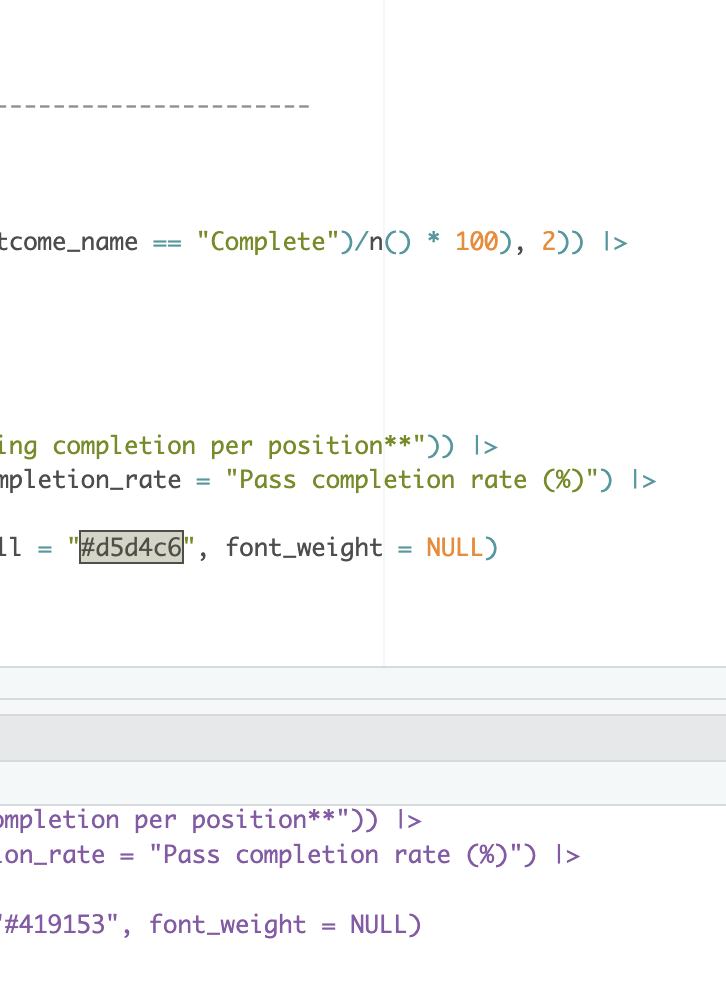 ----------------------
tcome_name == "Complete")/n() * 100), 2)) |>
ing completion per position**")) |>
mpletion_rate = "Pass completion rate (%)") |>
ll = "#d5d4c6", font_weight = NULL)
ompletion per position**")) |>
ion_rate = "Pass completion rate (%)") |>
"#419153", font_weight = NULL)